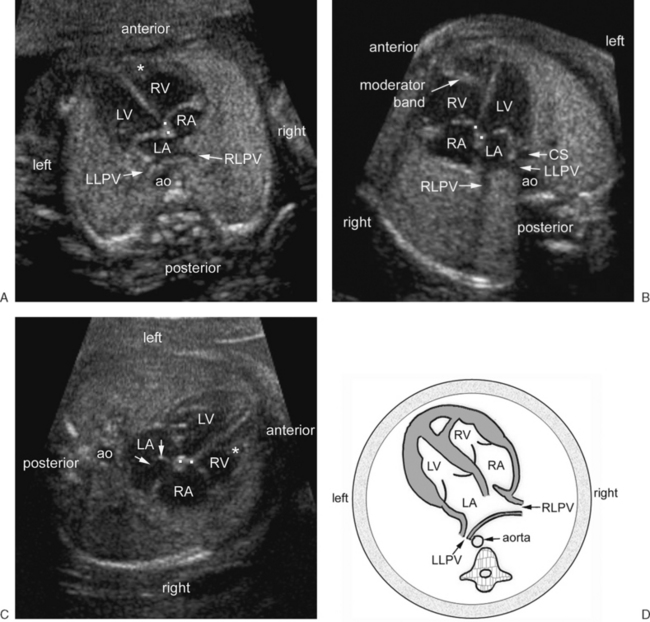 anterior
*
RV
LV
RA
LA
left
right
LLPV
RLPV
ao
posterior
A
left
anterior
moderator
band
RV
LV
RA
LA
CS
LLPV
RLPV
ao
right
posterior
B
left
LV
anterior
LA
posterior
ao
RV
*
RA
right
C
RV
LV
RA
left
LA
right
RLPV
aorta
LLPV
D